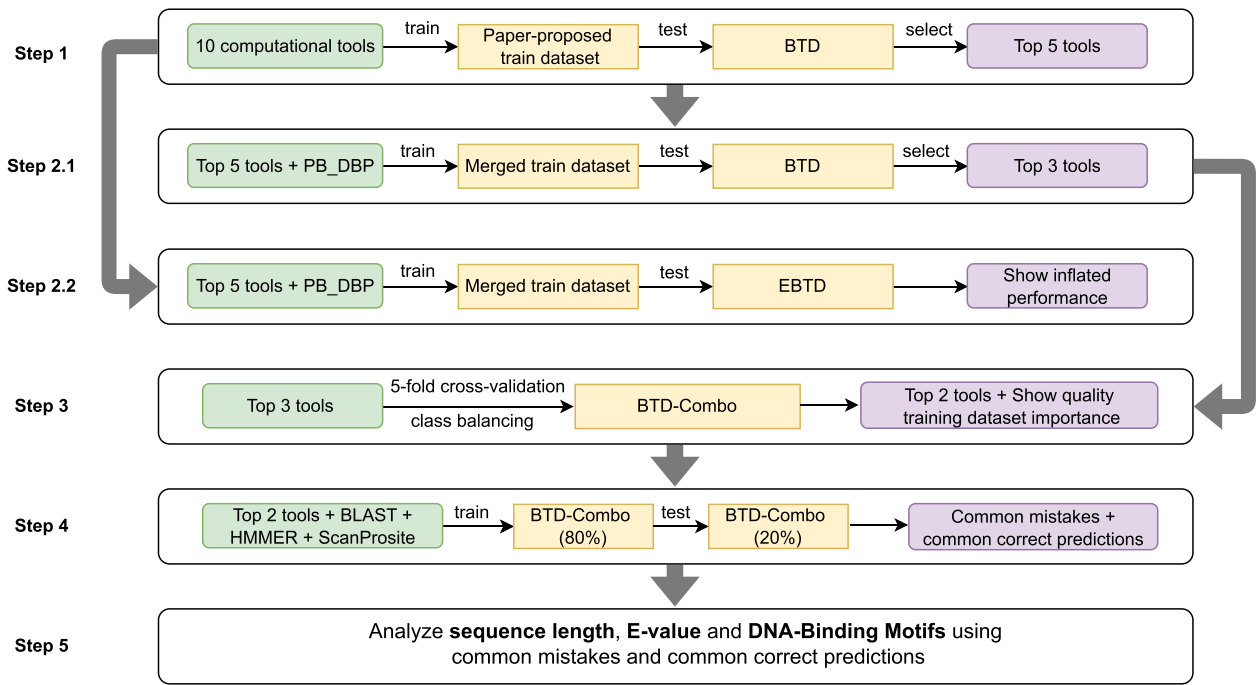 Step 1
10 computational tools
train
Paper-proposed
train dataset
test
BTD
select
Top 5 tools
Step 2.1
Top 5 tools + PB_DBP
train
Merged train dataset
test
BTD
select
Top 3 tools
Step 2.2
Top 5 tools + PB_DBP
train
Merged train dataset
test
EBTD
Show inflated
performance
Step 3
Top 3 tools
5-fold cross-validation
class balancing
BTD-Combo
Top 2 tools + Show quality
training dataset importance
Step 4
Top 2 tools + BLAST +
HMMER + ScanProsite
train
BTD-Combo
(80%)
test
BTD-Combo
(20%)
Common mistakes +
common correct predictions
Step 5
Analyze sequence length, E-value and DNA-Binding Motifs using
common mistakes and common correct predictions